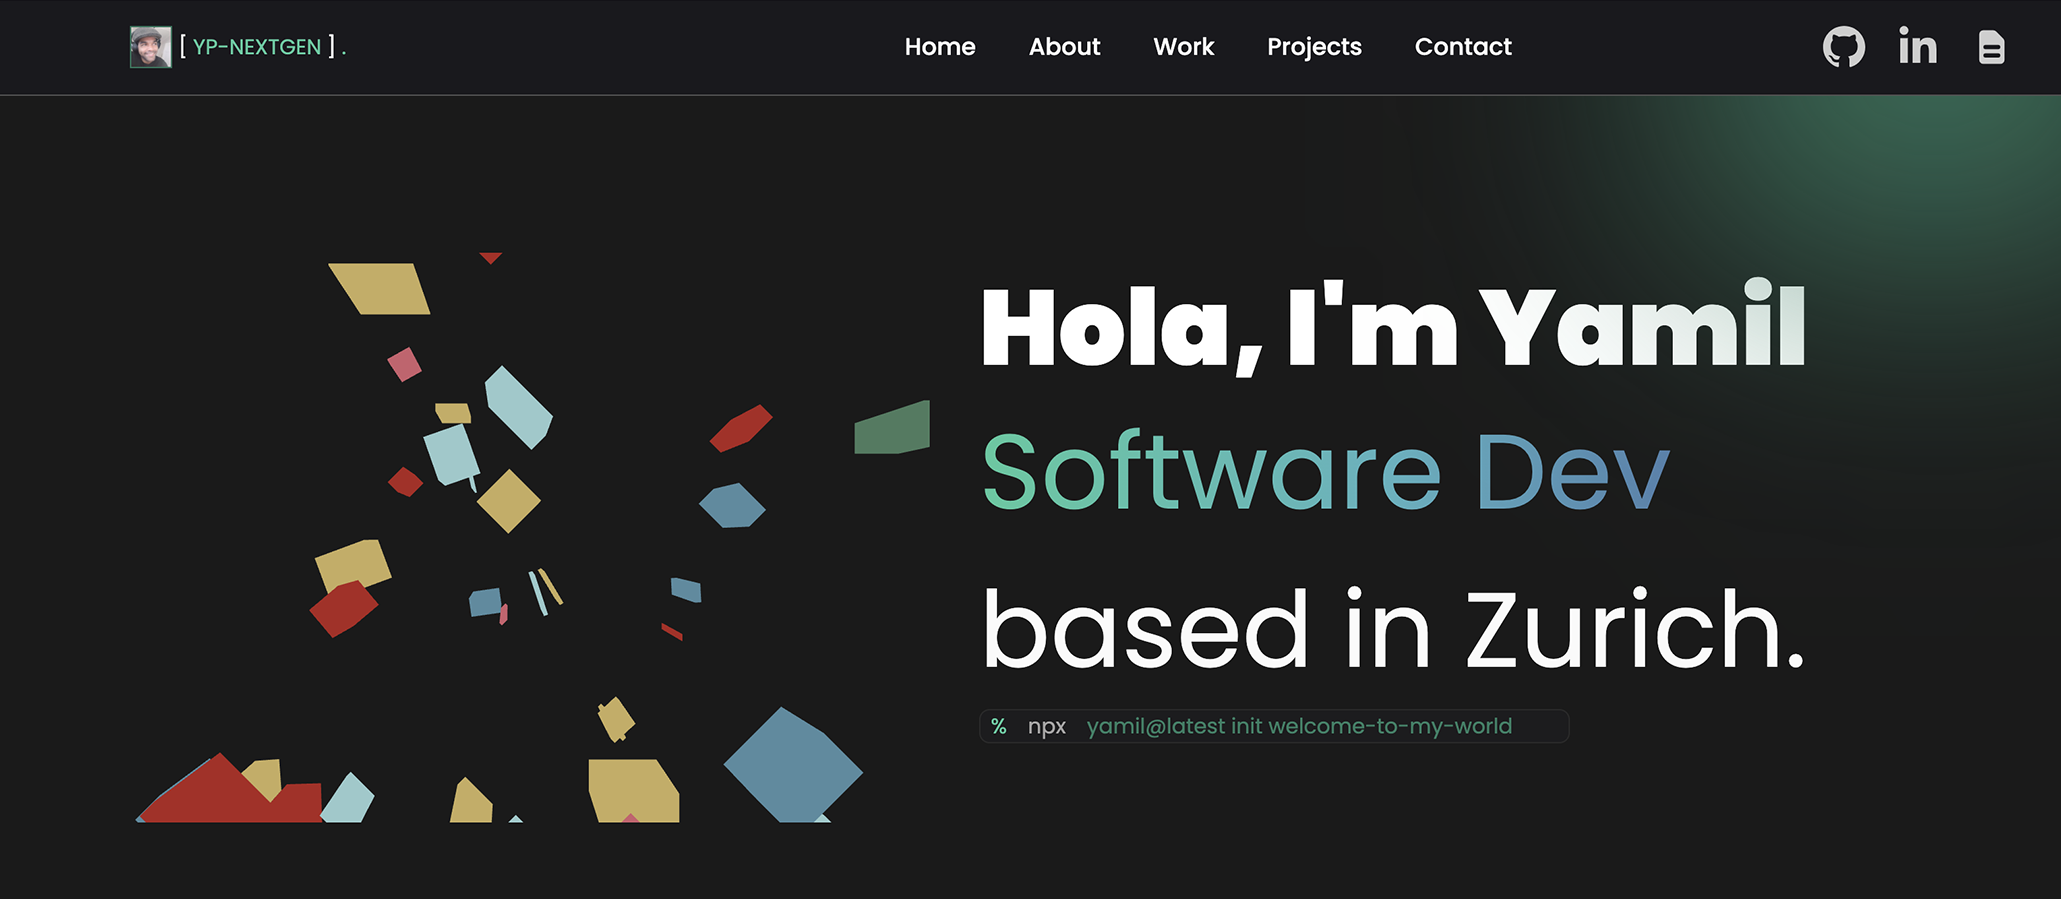 [ YP-NEXTGEN ] .
Home About Work Projects Contact
in
Hola, I'm Yamil
Software Dev
based in Zurich.
% npx yamil@latest init welcome-to-my-world